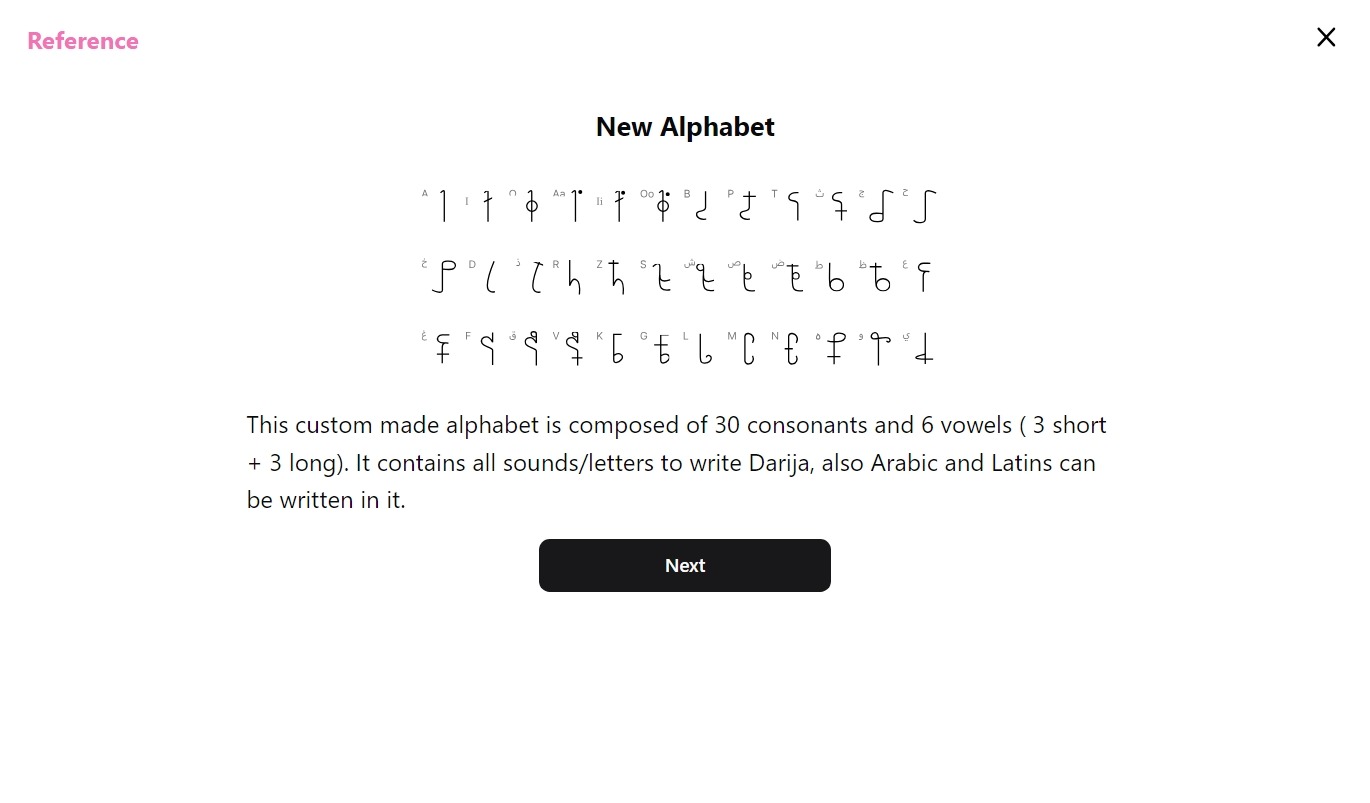 Reference
New Alphabet
A I Aa Ii Oo B P T ث ج ح
خ D ذ R Z S ش ص ض ط ظ ع
غ F ق V K G L M N ه و ي
This custom made alphabet is composed of 30 consonants and 6 vowels ( 3 short
+ 3 long). It contains all sounds/letters to write Darija, also Arabic and Latins can
be written in it.
Next